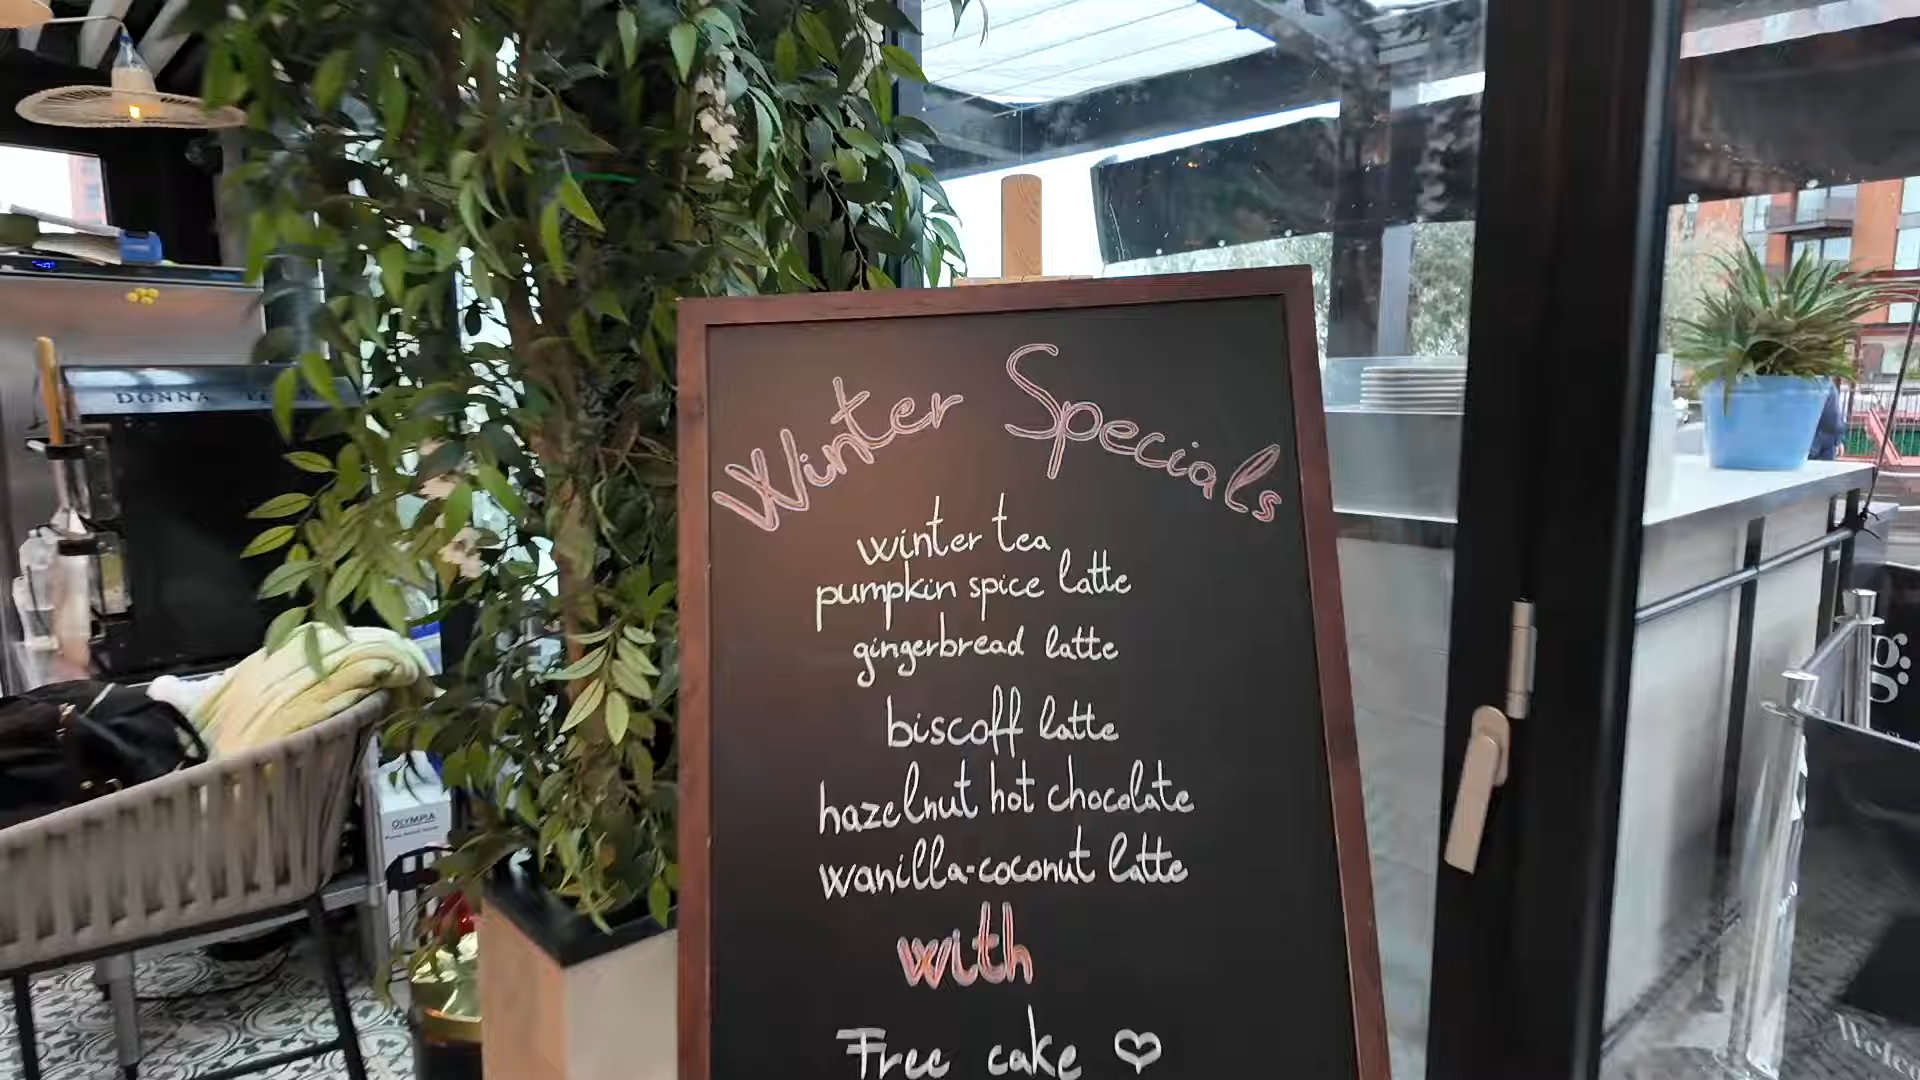 Winter Specials
winter tea
pumpkin spice latte
gingerbread latte
biscoff latte
hazelnut hot chocolate
wanilla-coconut latte
with
Free cake ♡
DONNA
OLYMPIA
g: